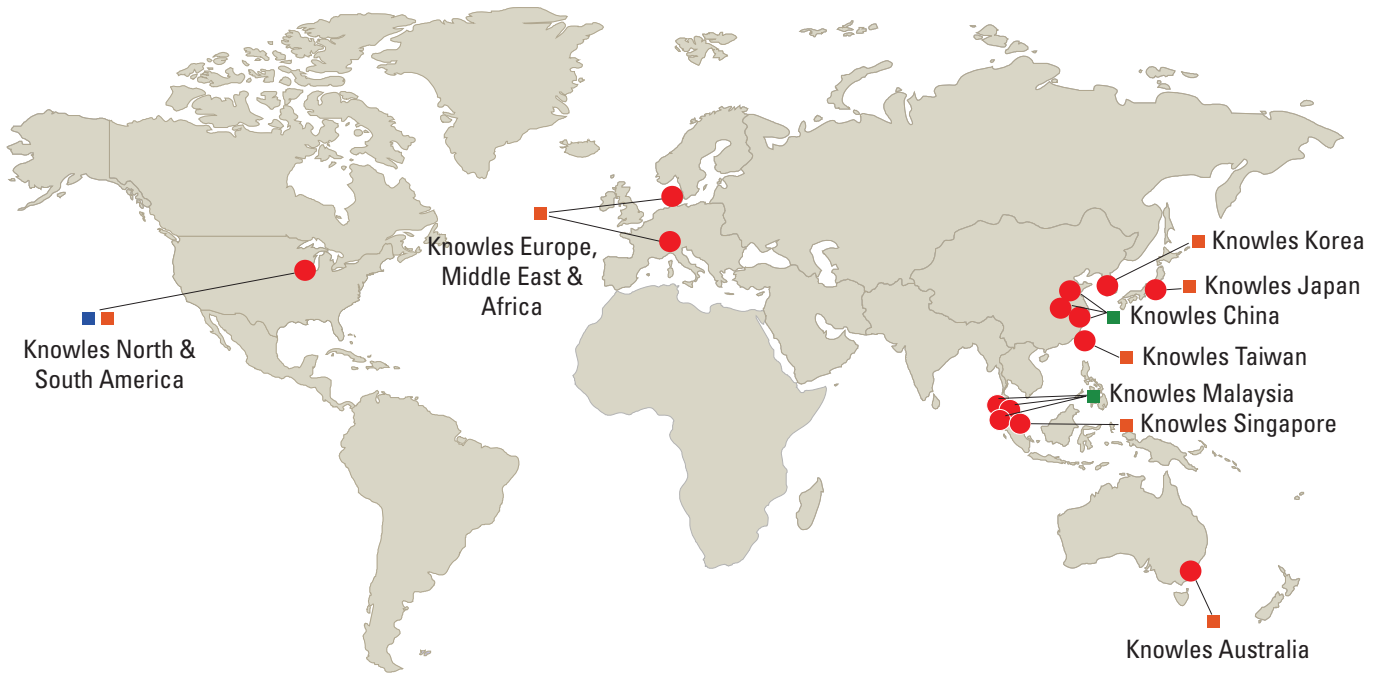 Knowles Europe,
Middle East &
Africa
Knowles North &
South America
Knowles Korea
Knowles Japan
Knowles China
Knowles Taiwan
Knowles Malaysia
Knowles Singapore
Knowles Australia